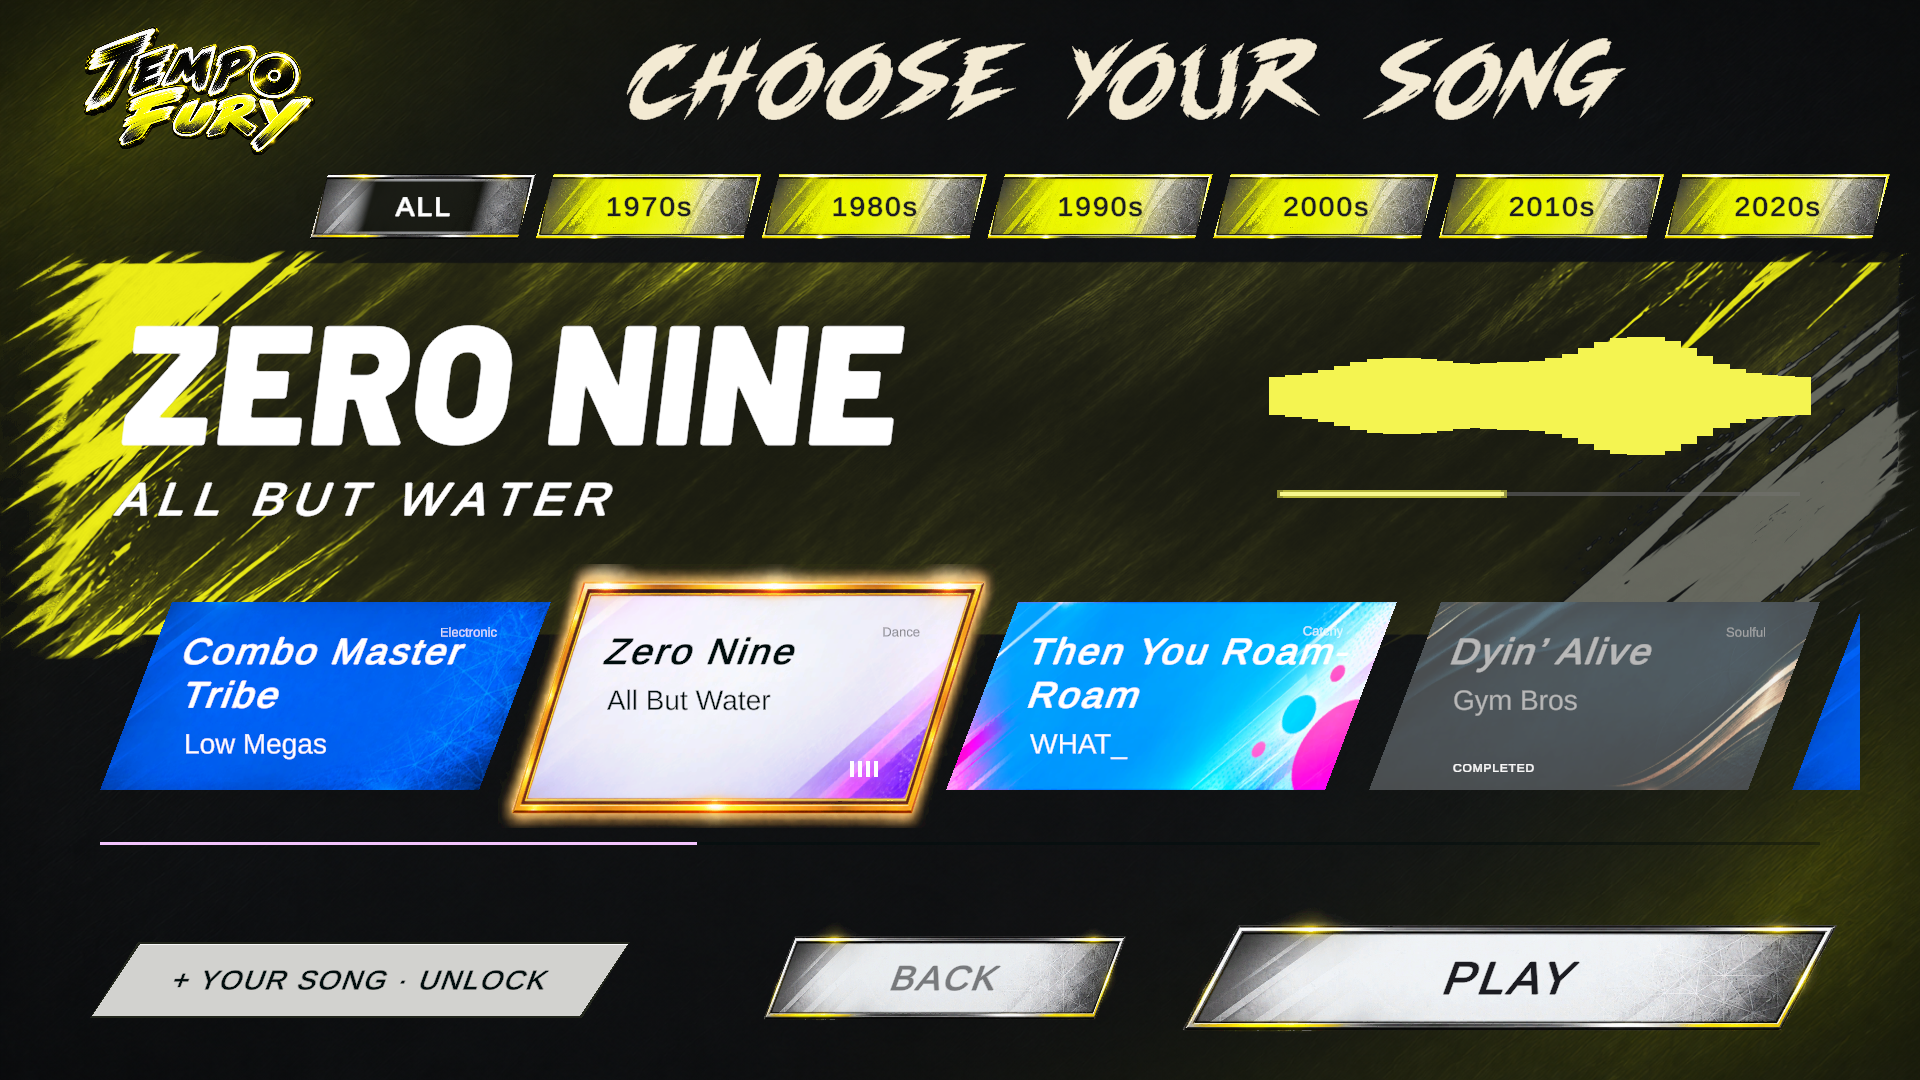 TEMPO
FURY
CHOOSE YOUR SONG
ALL
1970s
1980s
1990s
2000s
2010s
2020s
ZERO NINE
ALL BUT WATER
Electronic
Combo Master
Tribe
Low Megas
Dance
Zero Nine
All But Water
Catchy
Then You Roam-
Roam
WHAT_
Soulful
Dyin’ Alive
Gym Bros
COMPLETED
+ YOUR SONG · UNLOCK
BACK
PLAY